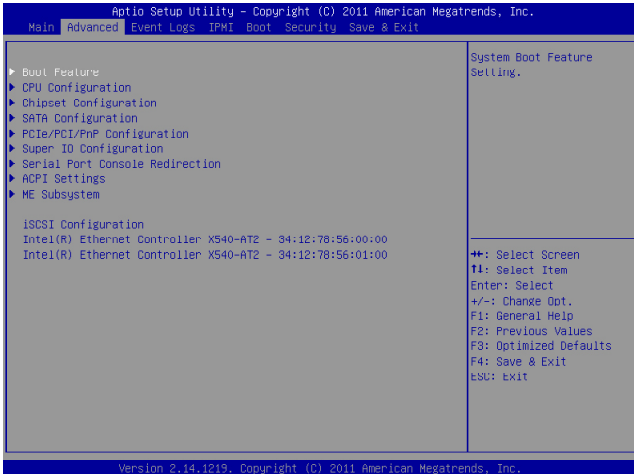 Aptio Setup Utility – Copyright (C) 2011 American Megatrends, Inc.
Main Advanced Event Logs IPMI Boot Security Save & Exit
Boot Feature
CPU Configuration
Chipset Configuration
SATA Configuration
PCIe/PCI/PnP Configuration
Super IO Configuration
Serial Port Console Redirection
ACPI Settings
ME Subsystem
iSCSI Configuration
Intel(R) Ethernet Controller X540-AT2 – 34:12:78:56:00:00
Intel(R) Ethernet Controller X540-AT2 – 34:12:78:56:01:00
System Boot Feature
Setting.
→←: Select Screen
↑↓: Select Item
Enter: Select
+/-: Change Opt.
F1: General Help
F2: Previous Values
F3: Optimized Defaults
F4: Save & Exit
ESC: Exit
Version 2.14.1219. Copyright (C) 2011 American Megatrends, Inc.